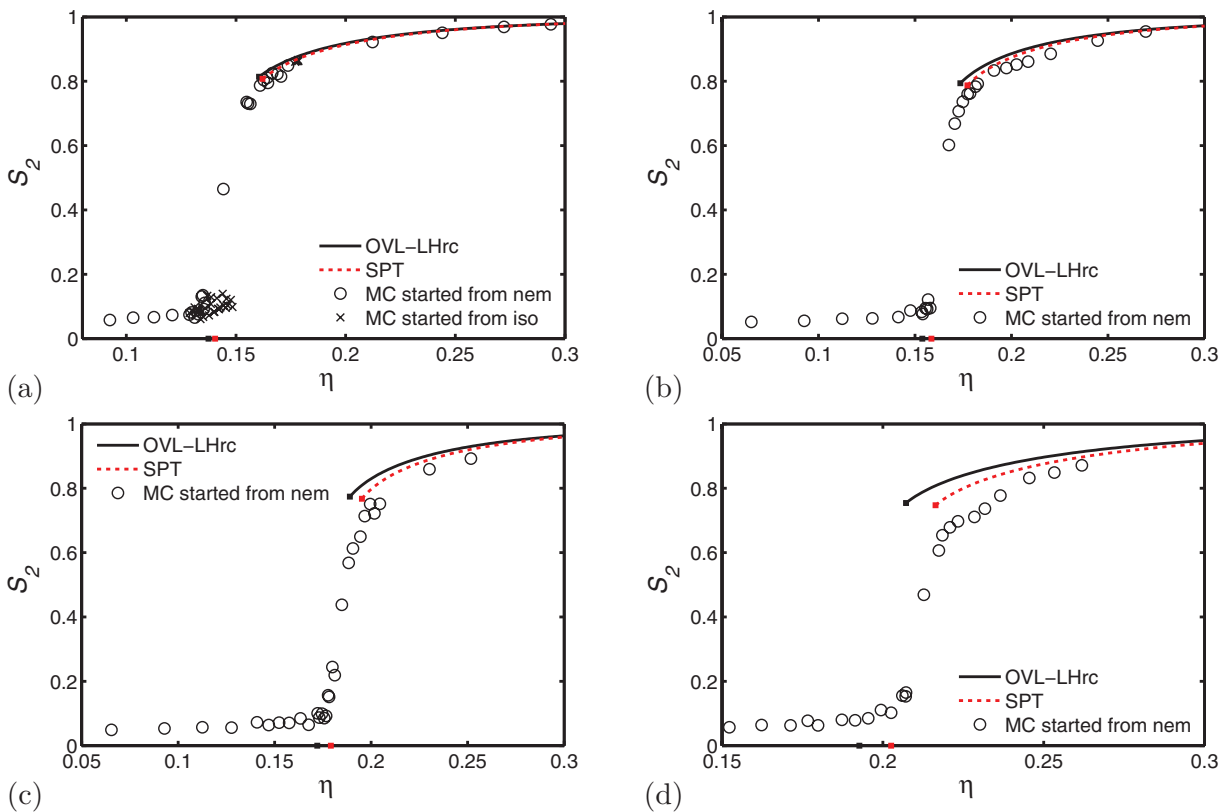 1
0.8
0.6
0.4
0.2
0
S2
OVL−LHrc
SPT
MC started from nem
MC started from iso
0.1
0.15
0.2
0.25
0.3
η
(a)
1
0.8
0.6
0.4
0.2
0
S2
OVL−LHrc
SPT
MC started from nem
0.05
0.1
0.15
0.2
0.25
0.3
η
(b)
1
0.8
0.6
0.4
0.2
0
S2
OVL−LHrc
SPT
MC started from nem
0.05
0.1
0.15
0.2
0.25
0.3
η
(c)
1
0.8
0.6
0.4
0.2
0
S2
OVL−LHrc
SPT
MC started from nem
0.15
0.2
0.25
0.3
η
(d)